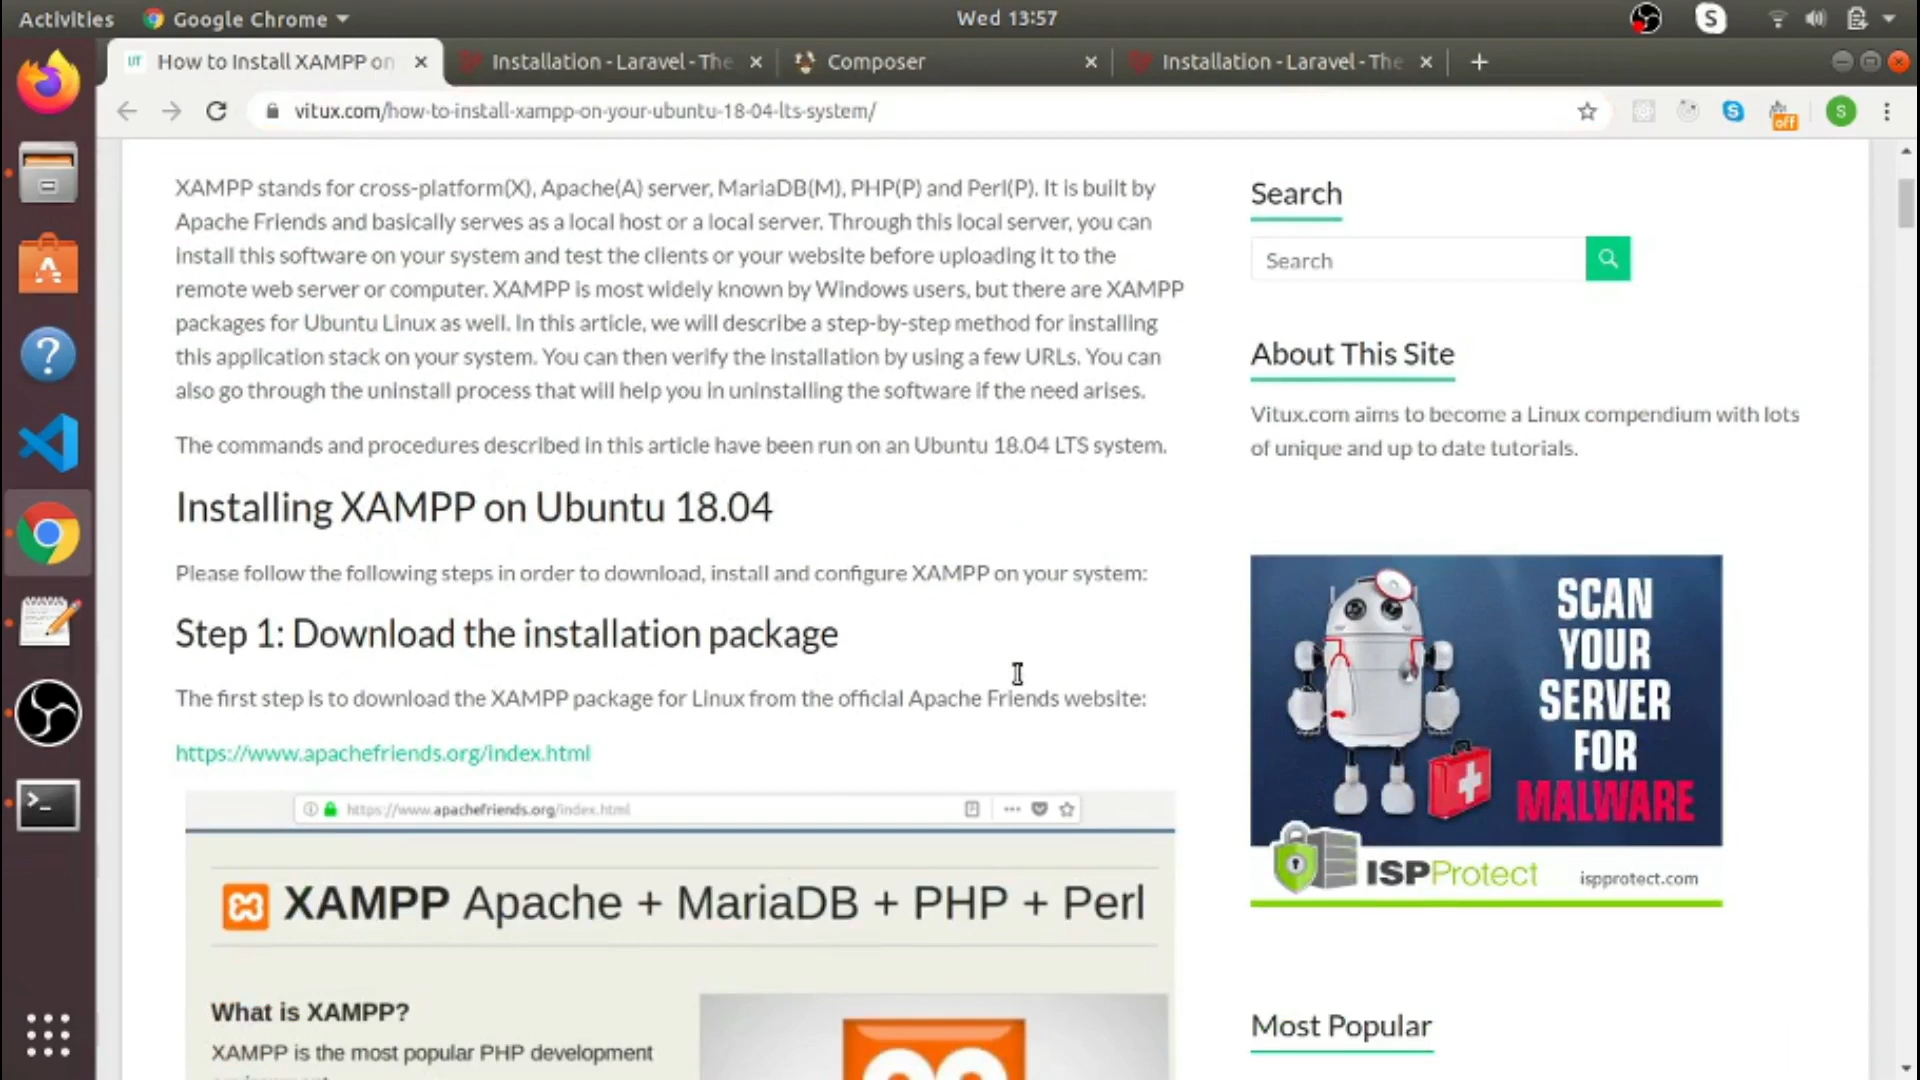 Activities
Google Chrome
Wed 13:57
S
UT
How to Install XAMPP on
Installation - Laravel - The
Composer
Installation - Laravel - The
vitux.com/how-to-install-xampp-on-your-ubuntu-18-04-lts-system/
off
S
XAMPP stands for cross-platform(X), Apache(A) server, MariaDB(M), PHP(P) and Perl(P). It is built by
Apache Friends and basically serves as a local host or a local server. Through this local server, you can
install this software on your system and test the clients or your website before uploading it to the
remote web server or computer. XAMPP is most widely known by Windows users, but there are XAMPP
packages for Ubuntu Linux as well. In this article, we will describe a step-by-step method for installing
this application stack on your system. You can then verify the installation by using a few URLs. You can
also go through the uninstall process that will help you in uninstalling the software if the need arises.
The commands and procedures described in this article have been run on an Ubuntu 18.04 LTS system.
Installing XAMPP on Ubuntu 18.04
Please follow the following steps in order to download, install and configure XAMPP on your system:
Step 1: Download the installation package
The first step is to download the XAMPP package for Linux from the official Apache Friends website:
https://www.apachefriends.org/index.html
https://www.apachefriends.org/index.html
XAMPP Apache + MariaDB + PHP + Perl
What is XAMPP?
XAMPP is the most popular PHP development
Search
Search
About This Site
Vitux.com aims to become a Linux compendium with lots
of unique and up to date tutorials.
SCAN
YOUR
SERVER
FOR
MALWARE
ISPProtect
ispprotect.com
Most Popular